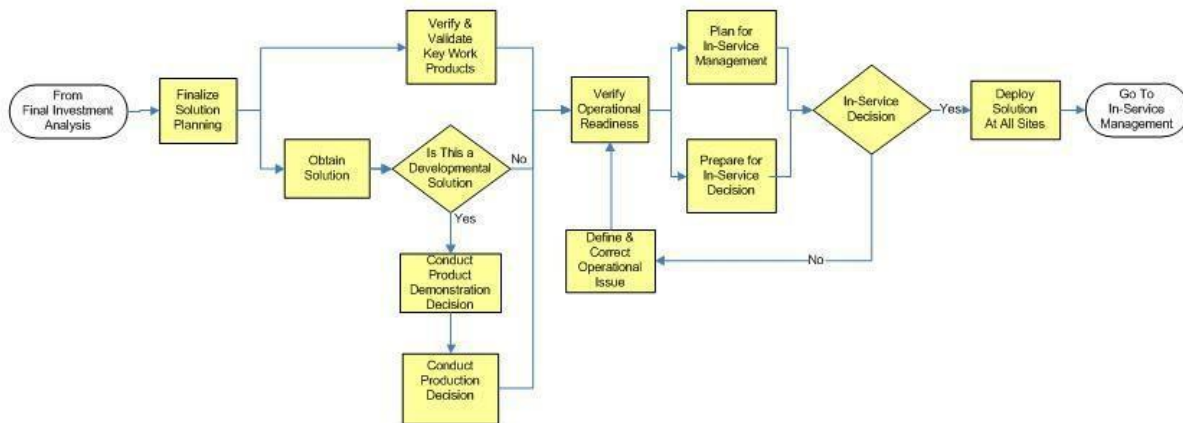 From
Final Investment
Analysis
Finalize
Solution
Planning
Verify &
Validate
Key Work
Products
Obtain
Solution
Is This a
Developmental
Solution
No
Yes
Conduct
Product
Demonstration
Decision
Conduct
Production
Decision
Verify
Operational
Readiness
Plan for
In-Service
Management
Prepare for
In-Service
Decision
In-Service
Decision
Yes
No
Define &
Correct
Operational
Issue
Deploy
Solution
At All Sites
Go To
In-Service
Management